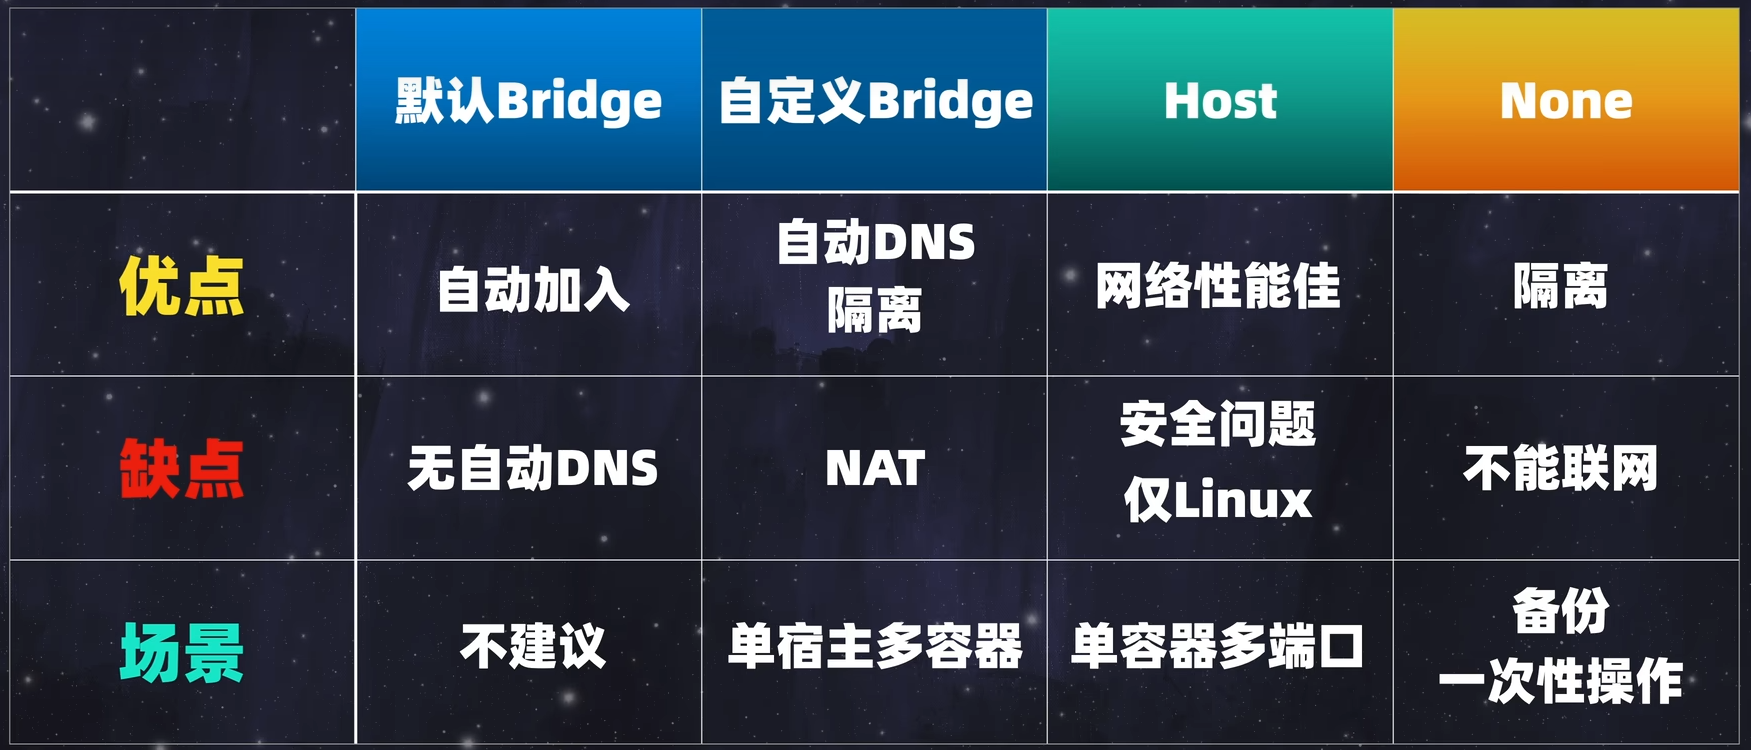 默认Bridge
自定义Bridge
Host
None
优点
自动加入
自动DNS
隔离
网络性能佳
隔离
缺点
无自动DNS
NAT
安全问题
仅Linux
不能联网
场景
不建议
单宿主多容器
单容器多端口
备份
一次性操作